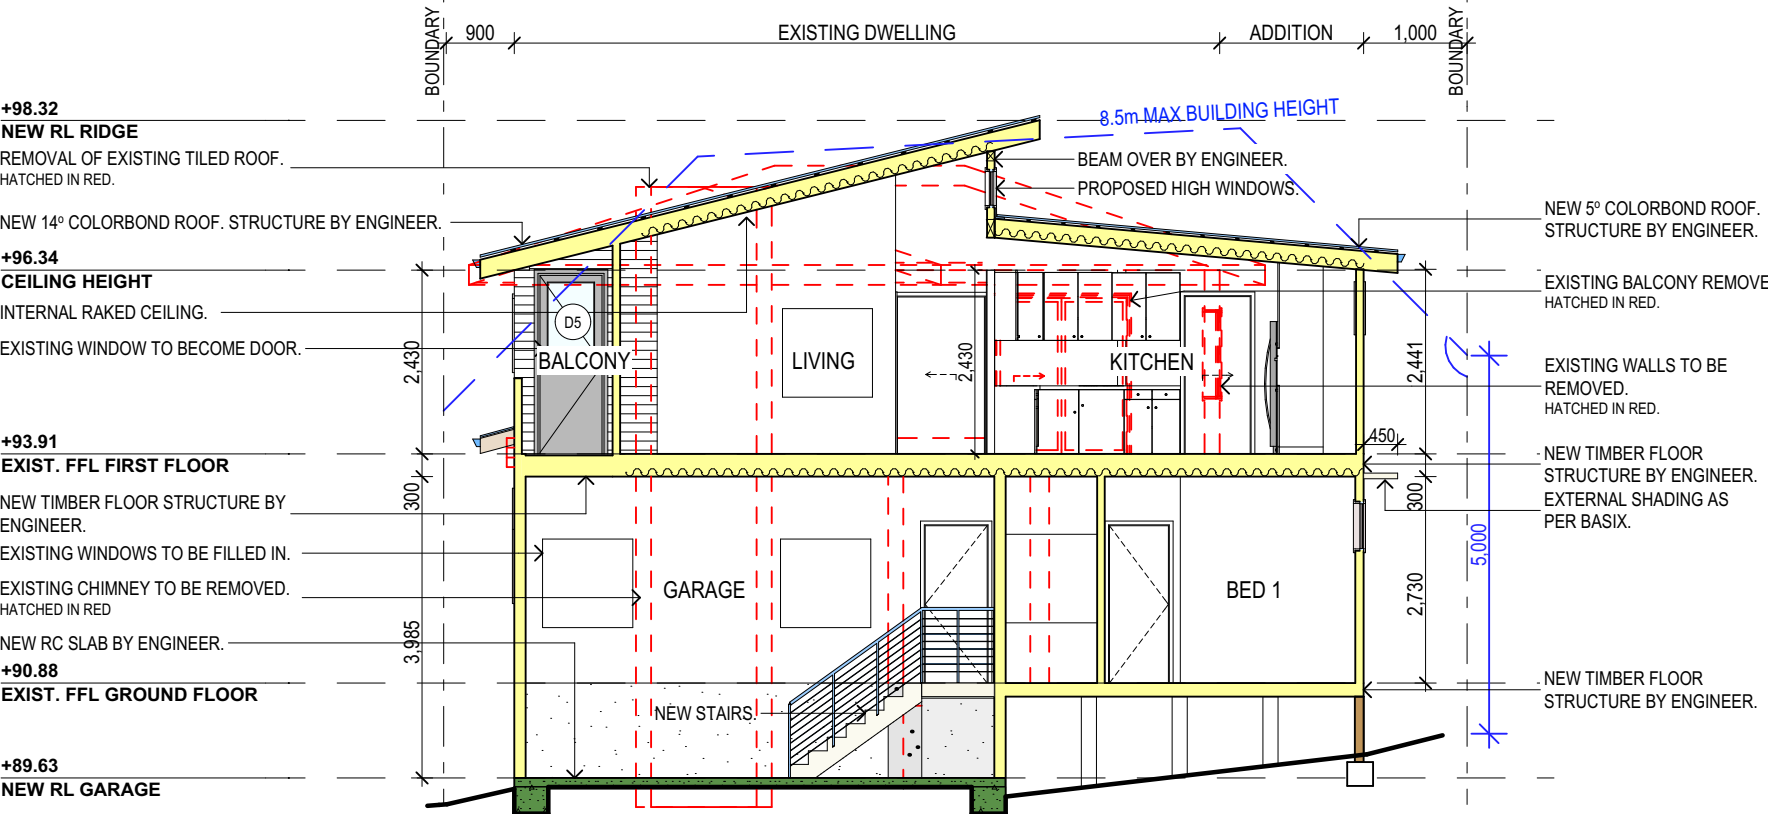 BOUNDARY
900
EXISTING DWELLING
ADDITION
1,000
BOUNDARY
+98.32
NEW RL RIDGE
REMOVAL OF EXISTING TILED ROOF.
HATCHED IN RED.
NEW 14º COLORBOND ROOF. STRUCTURE BY ENGINEER.
+96.34
CEILING HEIGHT
INTERNAL RAKED CEILING.
EXISTING WINDOW TO BECOME DOOR.
+93.91
EXIST. FFL FIRST FLOOR
NEW TIMBER FLOOR STRUCTURE BY
ENGINEER.
EXISTING WINDOWS TO BE FILLED IN.
EXISTING CHIMNEY TO BE REMOVED.
HATCHED IN RED
NEW RC SLAB BY ENGINEER.
+90.88
EXIST. FFL GROUND FLOOR
+89.63
NEW RL GARAGE
2,430
300
3,985
8.5m MAX BUILDING HEIGHT
BEAM OVER BY ENGINEER.
PROPOSED HIGH WINDOWS.
D5
BALCONY
LIVING
2,430
KITCHEN
GARAGE
BED 1
NEW STAIRS.
2,441
450
300
2,730
5,000
NEW 5º COLORBOND ROOF.
STRUCTURE BY ENGINEER.
EXISTING BALCONY REMOVE
HATCHED IN RED.
EXISTING WALLS TO BE
REMOVED.
HATCHED IN RED.
NEW TIMBER FLOOR
STRUCTURE BY ENGINEER.
EXTERNAL SHADING AS
PER BASIX.
NEW TIMBER FLOOR
STRUCTURE BY ENGINEER.